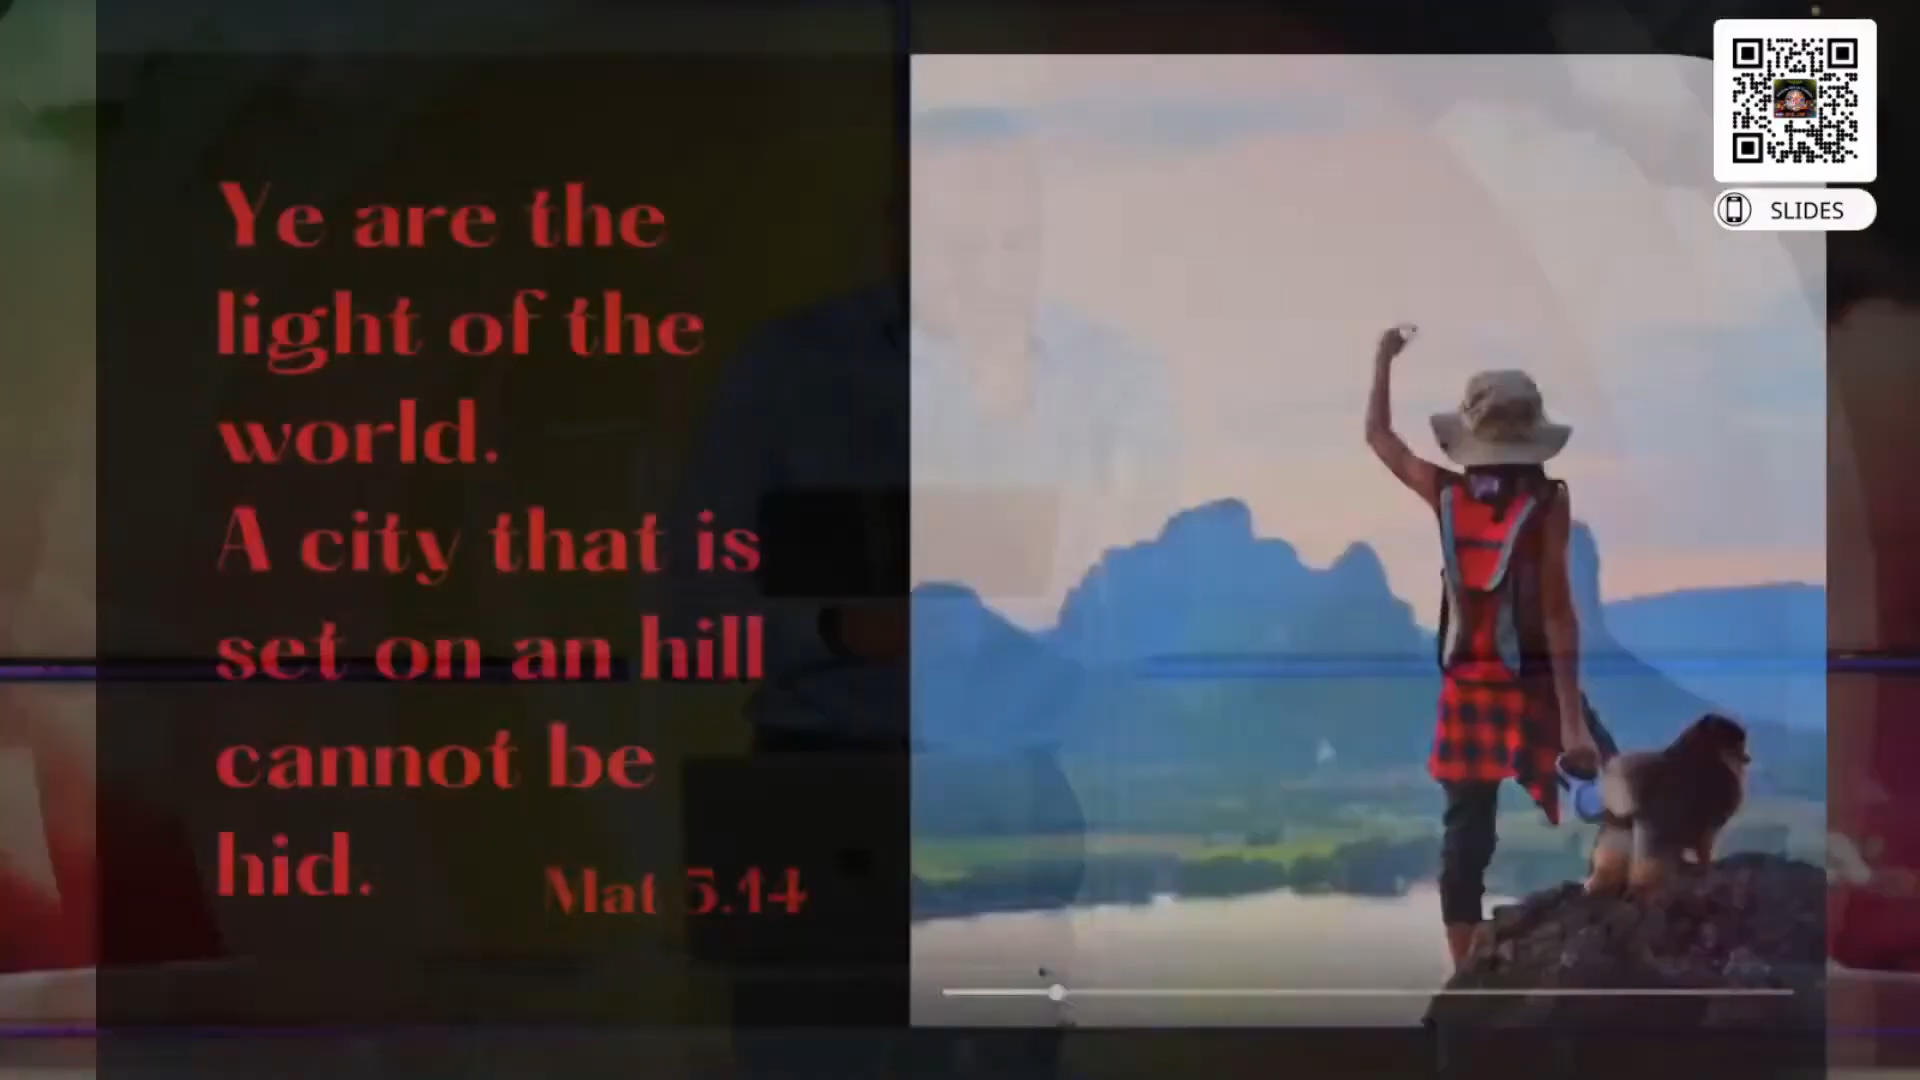 Ye are the
light of the
world.
A city that is
set on an hill
cannot be
hid.
Mat 5.14
SLIDES